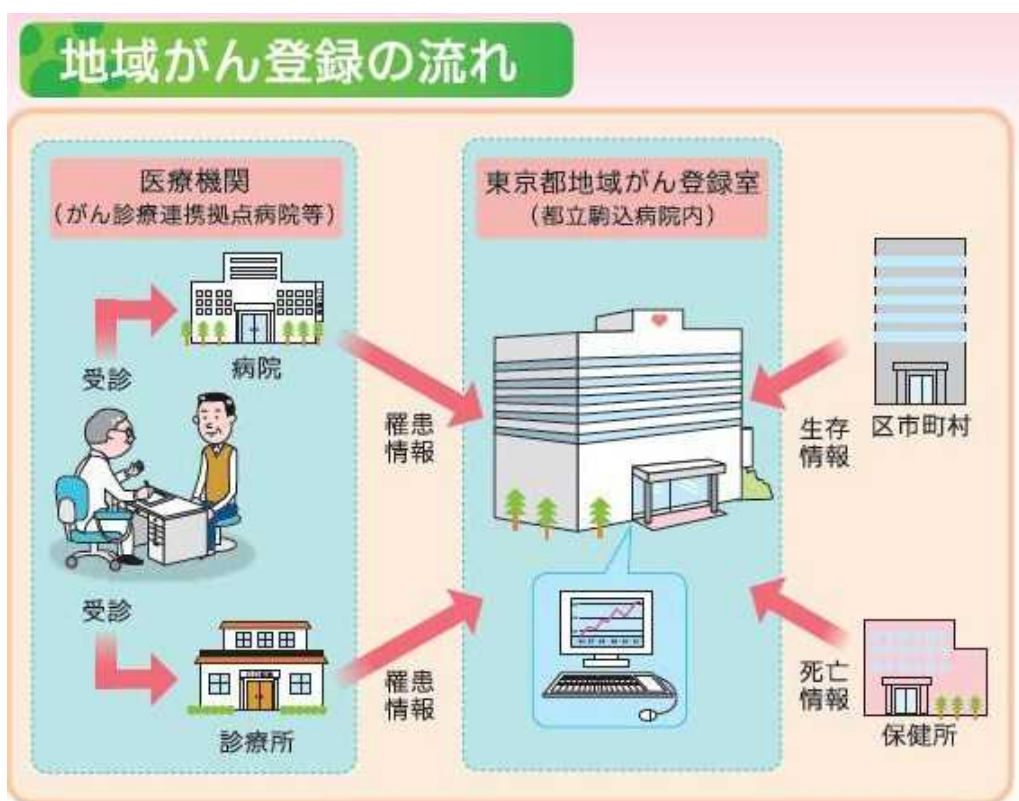 地域がん登録の流れ
医療機関
（がん診療連携拠点病院等）
受診
病院
受診
診療所
罹患
情報
罹患
情報
東京都地域がん登録室
（都立駒込病院内）
生存
情報
区市町村
死亡
情報
保健所